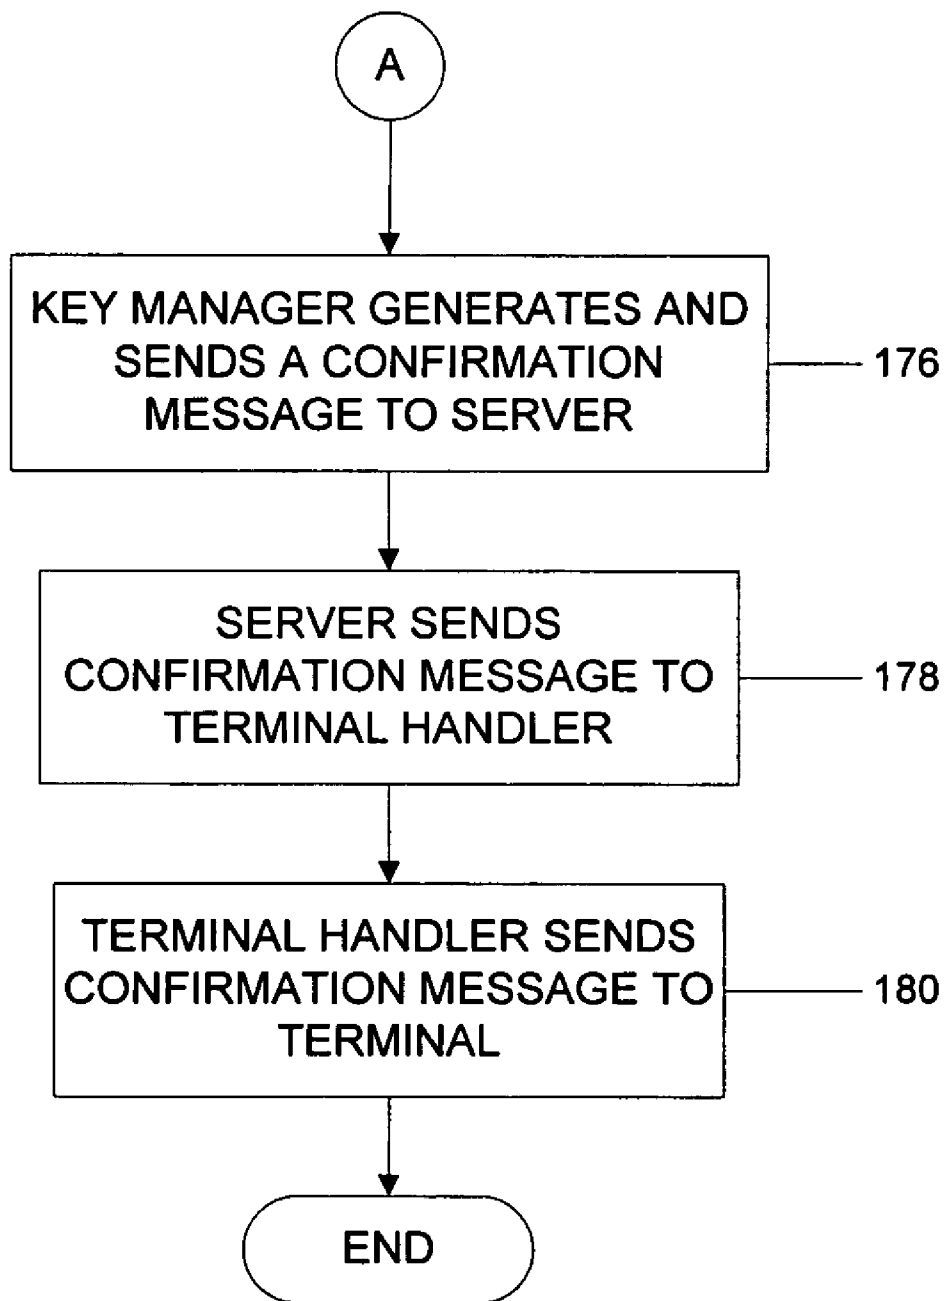 A
KEY MANAGER GENERATES AND
SENDS A CONFIRMATION
MESSAGE TO SERVER
176
SERVER SENDS
CONFIRMATION MESSAGE TO
TERMINAL HANDLER
178
TERMINAL HANDLER SENDS
CONFIRMATION MESSAGE TO
TERMINAL
180
END